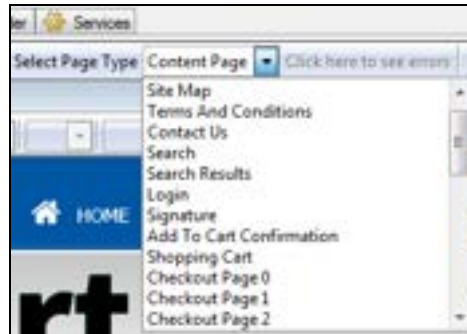 er Services
Select Page Type Content Page Click here to see errors
Site Map
Terms And Conditions
Contact Us
Search
Search Results
HOME Login
Signature
Add To Cart Confirmation
Shopping Cart
rt Checkout Page 0
Checkout Page 1
Checkout Page 2